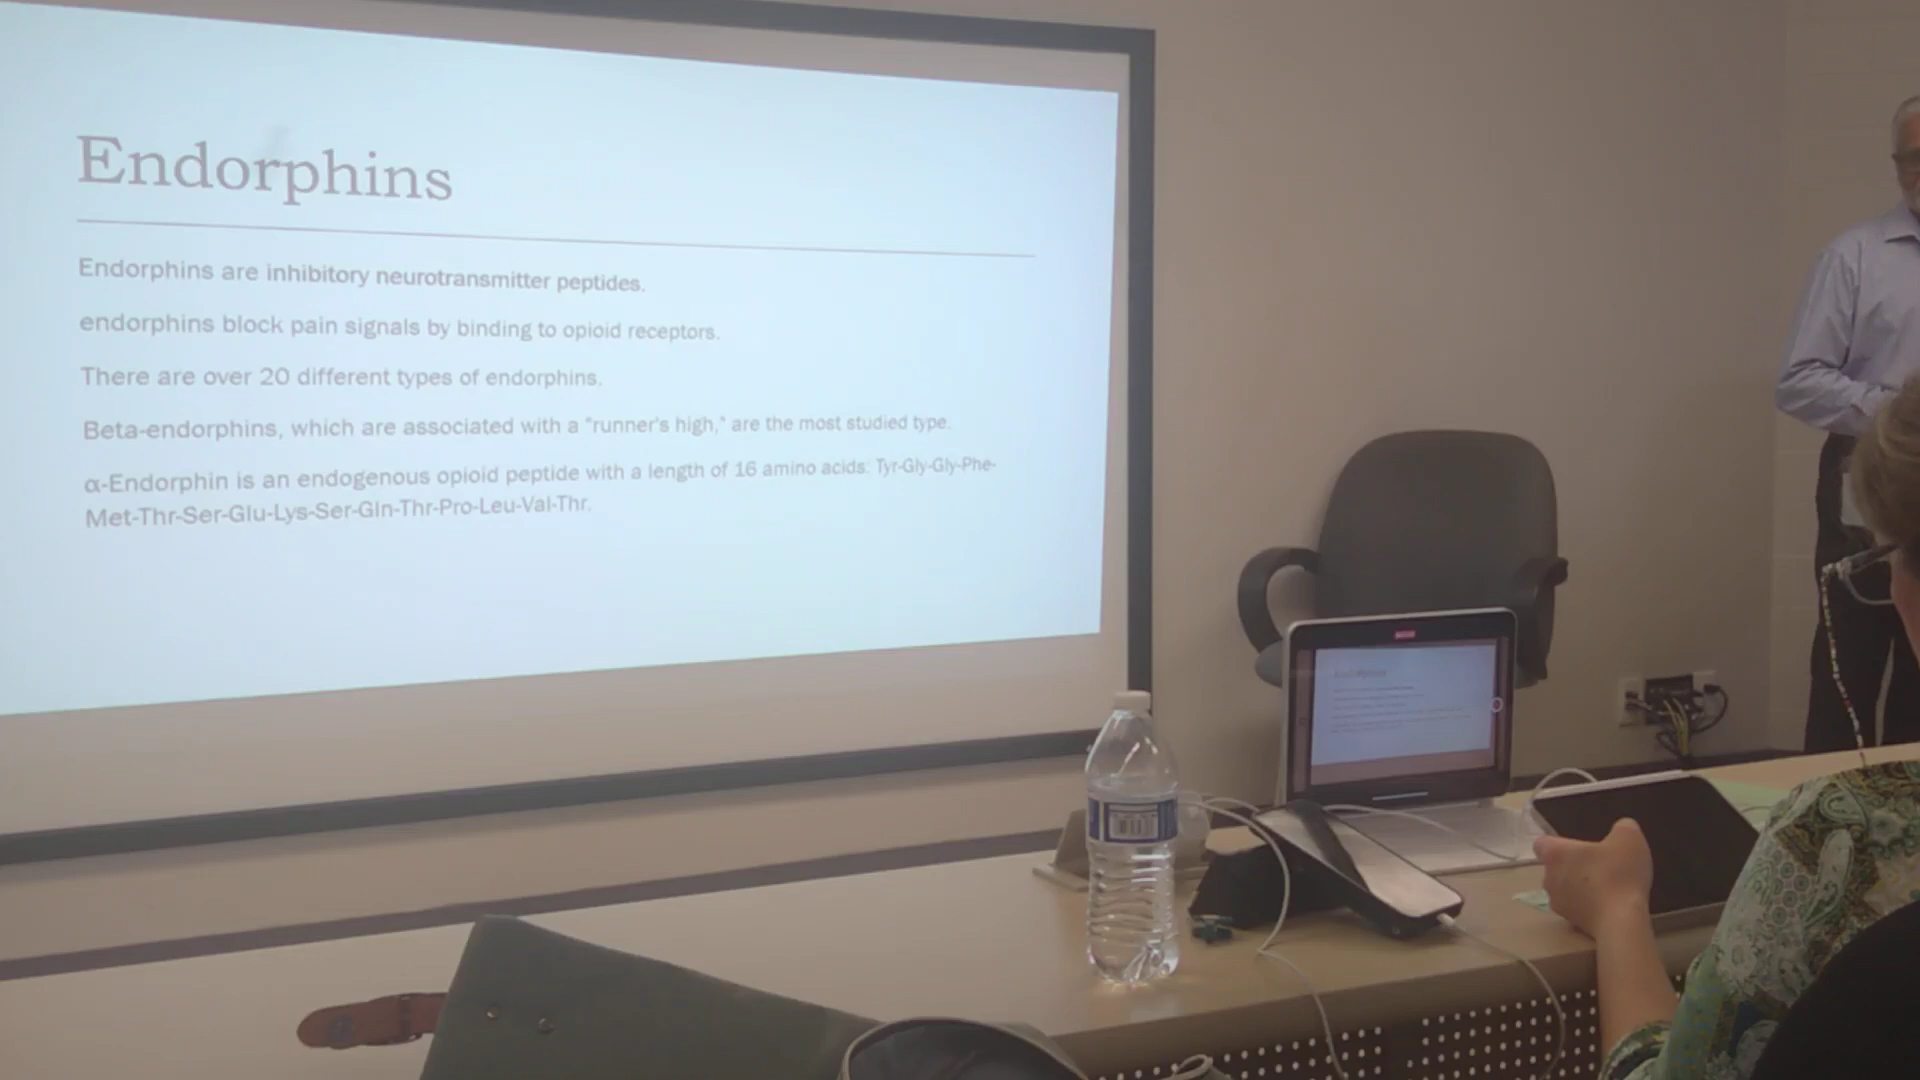 Endorphins
Endorphins are inhibitory neurotransmitter peptides.
endorphins block pain signals by binding to opioid receptors.
There are over 20 different types of endorphins.
Beta-endorphins, which are associated with a "runner's high," are the most studied type.
α-Endorphin is an endogenous opioid peptide with a length of 16 amino acids: Tyr-Gly-Gly-Phe-
Met-Thr-Ser-Glu-Lys-Ser-Gln-Thr-Pro-Leu-Val-Thr.